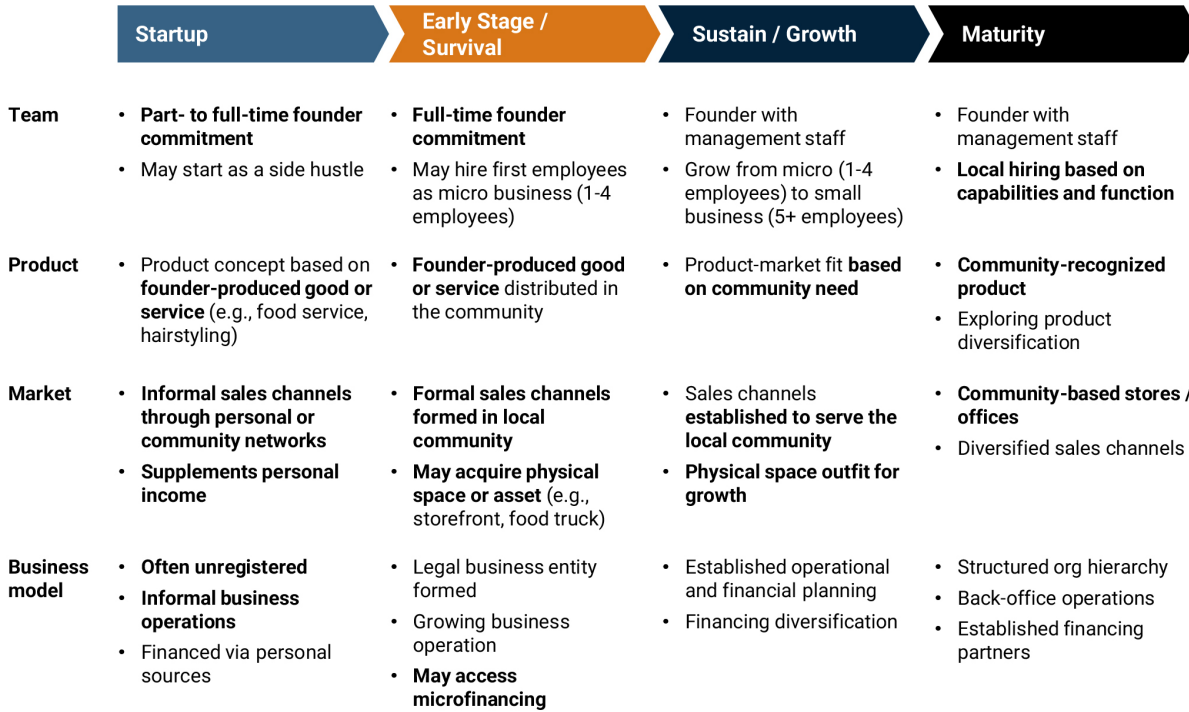 Startup
Early Stage /
Survival
Sustain / Growth
Maturity
Team
• Part- to full-time founder
commitment
• May start as a side hustle
• Full-time founder
commitment
• May hire first employees
as micro business (1-4
employees)
• Founder with
management staff
• Grow from micro (1-4
employees) to small
business (5+ employees)
• Founder with
management staff
• Local hiring based on
capabilities and function
Product
• Product concept based on
founder-produced good or
service (e.g., food service,
hairstyling)
• Founder-produced good
or service distributed in
the community
• Product-market fit based
on community need
• Community-recognized
product
• Exploring product
diversification
Market
• Informal sales channels
through personal or
community networks
• Supplements personal
income
• Formal sales channels
formed in local
community
• May acquire physical
space or asset (e.g.,
storefront, food truck)
• Sales channels
established to serve the
local community
• Physical space outfit for
growth
• Community-based stores /
offices
• Diversified sales channels
Business
model
• Often unregistered
• Informal business
operations
• Financed via personal
sources
• Legal business entity
formed
• Growing business
operation
• May access
microfinancing
• Established operational
and financial planning
• Financing diversification
• Structured org hierarchy
• Back-office operations
• Established financing
partners